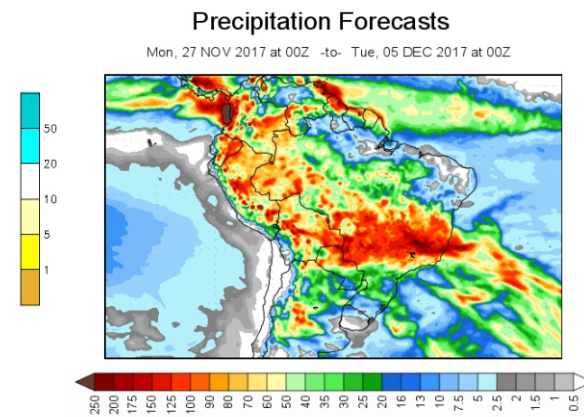 Precipitation Forecasts
Mon, 27 NOV 2017 at 00Z -to- Tue, 05 DEC 2017 at 00Z
50
20
10
5
1
250 200 175 150 125 100 90 80 70 60 50 40 35 30 25 20 16 13 10 7.5 5 2.5 2 1.5 1 0.5